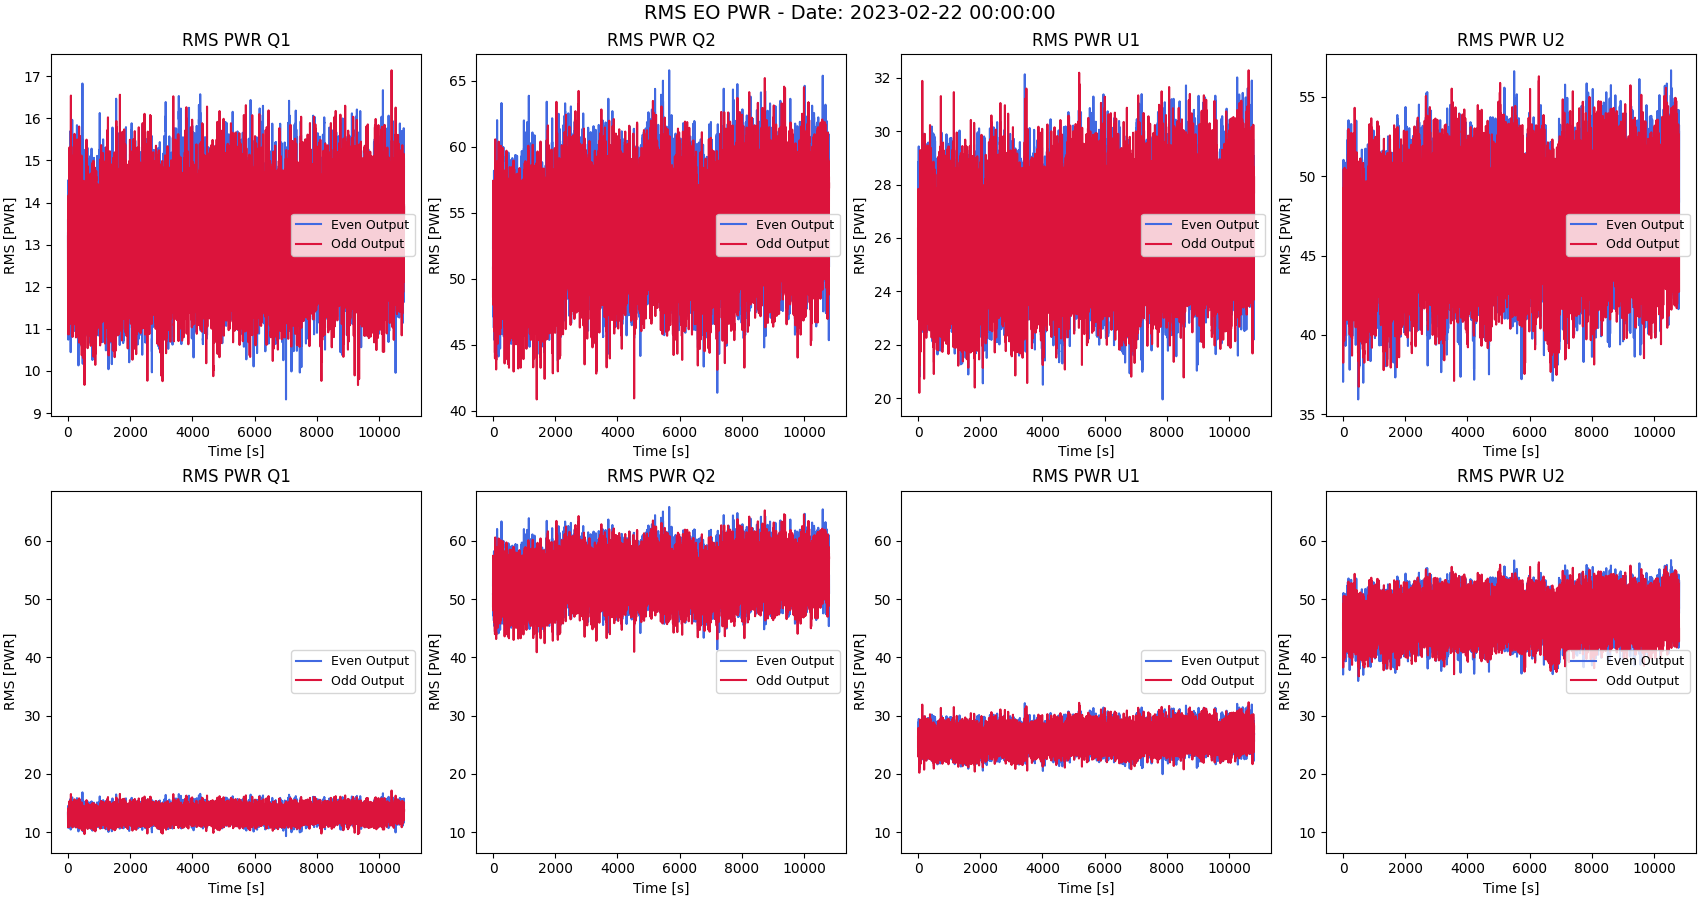 RMS EO PWR - Date: 2023-02-22 00:00:00
RMS PWR Q1
RMS [PWR]
17
16
15
14
13
12
11
10
9
0 2000 4000 6000 8000 10000
Time [s]
Even Output
Odd Output
RMS PWR Q2
RMS [PWR]
65
60
55
50
45
40
0 2000 4000 6000 8000 10000
Time [s]
Even Output
Odd Output
RMS PWR U1
RMS [PWR]
32
30
28
26
24
22
20
0 2000 4000 6000 8000 10000
Time [s]
Even Output
Odd Output
RMS PWR U2
RMS [PWR]
55
50
45
40
35
0 2000 4000 6000 8000 10000
Time [s]
Even Output
Odd Output
RMS PWR Q1
RMS [PWR]
60
50
40
30
20
10
0 2000 4000 6000 8000 10000
Time [s]
Even Output
Odd Output
RMS PWR Q2
RMS [PWR]
60
50
40
30
20
10
0 2000 4000 6000 8000 10000
Time [s]
Even Output
Odd Output
RMS PWR U1
RMS [PWR]
60
50
40
30
20
10
0 2000 4000 6000 8000 10000
Time [s]
Even Output
Odd Output
RMS PWR U2
RMS [PWR]
60
50
40
30
20
10
0 2000 4000 6000 8000 10000
Time [s]
Even Output
Odd Output